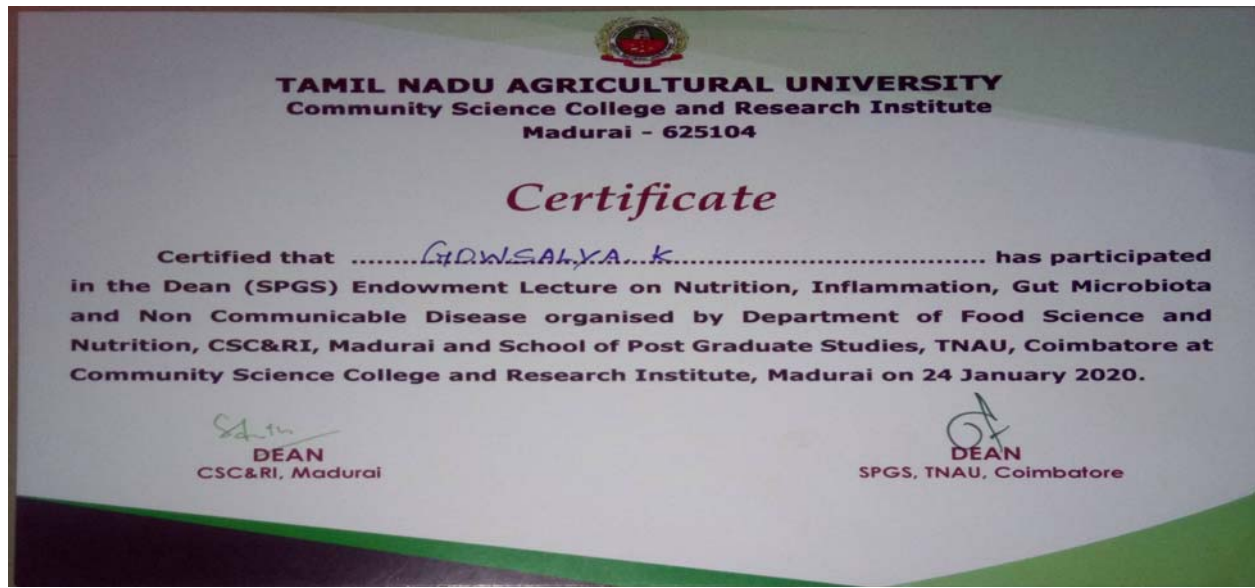 TAMIL NADU AGRICULTURAL UNIVERSITY
Community Science College and Research Institute
Madurai - 625104
Certificate
Certified that ........GOWSALYA K........ has participated
in the Dean (SPGS) Endowment Lecture on Nutrition, Inflammation, Gut Microbiota
and Non Communicable Disease organised by Department of Food Science and
Nutrition, CSC&RI, Madurai and School of Post Graduate Studies, TNAU, Coimbatore at
Community Science College and Research Institute, Madurai on 24 January 2020.
DEAN
CSC&RI, Madurai
DEAN
SPGS, TNAU, Coimbatore